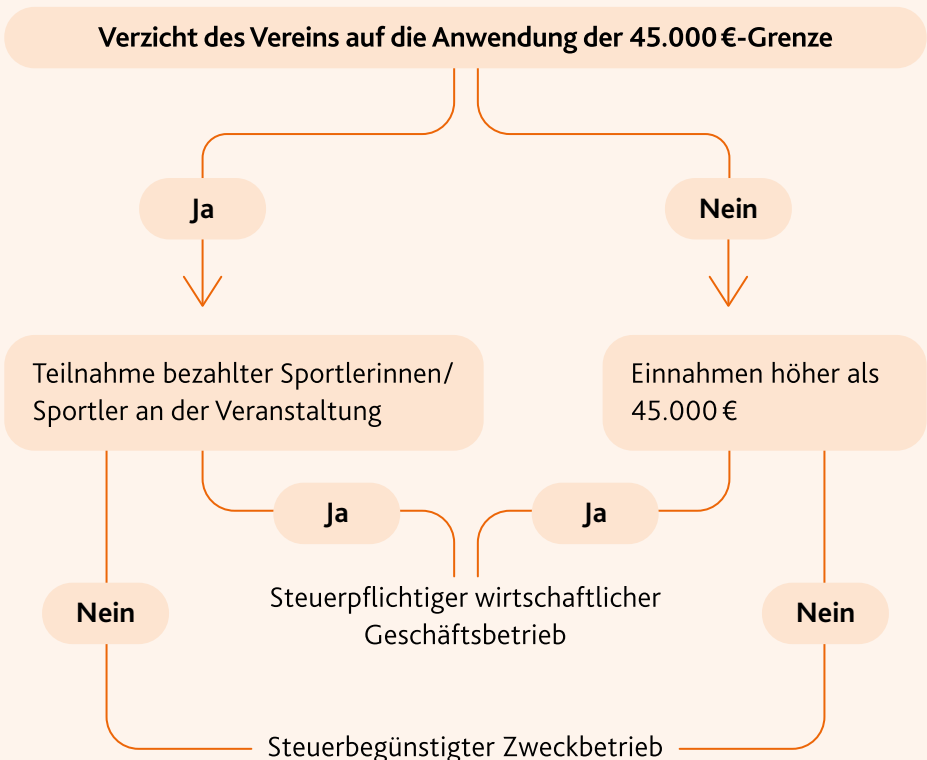 Verzicht des Vereins auf die Anwendung der 45.000 €-Grenze
Ja
Nein
Teilnahme bezahlter Sportlerinnen/
Sportler an der Veranstaltung
Einnahmen höher als
45.000 €
Ja
Ja
Steuerpflichtiger wirtschaftlicher
Geschäftsbetrieb
Nein
Nein
Steuerbegünstigter Zweckbetrieb